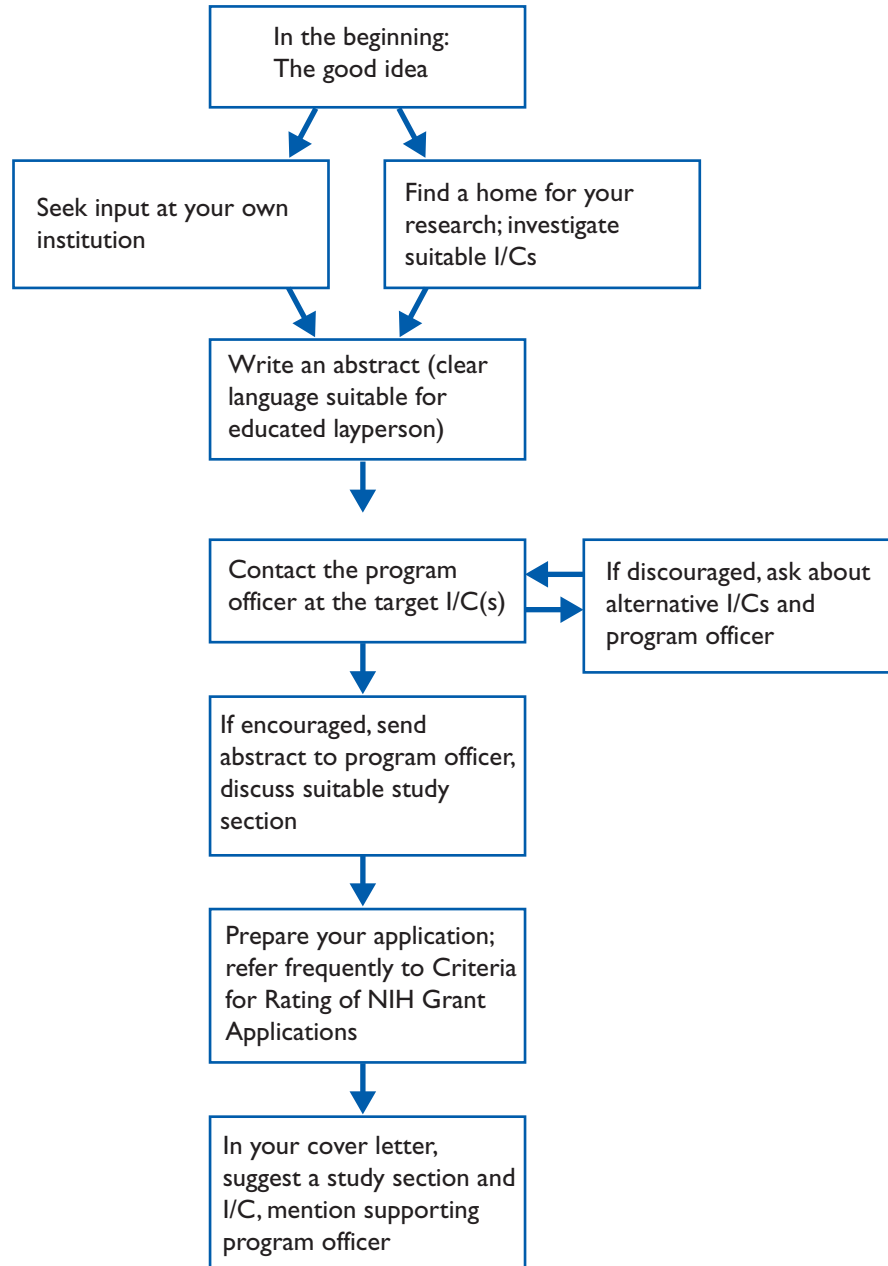 In the beginning:
The good idea
Seek input at your own
institution
Find a home for your
research; investigate
suitable I/Cs
Write an abstract (clear
language suitable for
educated layperson)
Contact the program
officer at the target I/C(s)
If discouraged, ask about
alternative I/Cs and
program officer
If encouraged, send
abstract to program officer,
discuss suitable study
section
Prepare your application;
refer frequently to Criteria
for Rating of NIH Grant
Applications
In your cover letter,
suggest a study section and
I/C, mention supporting
program officer